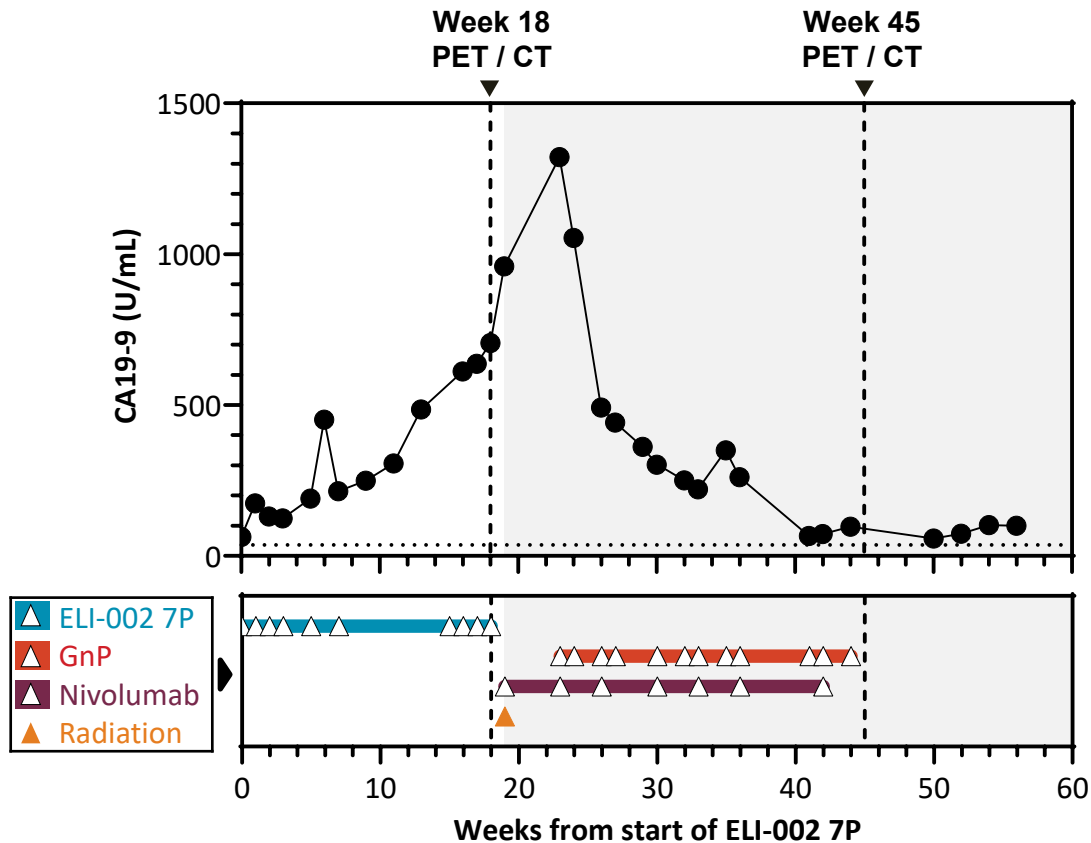 Week 18
PET / CT
Week 45
PET / CT
1500
1000
500
0
CA19-9 (U/mL)
ELI-002 7P
GnP
Nivolumab
Radiation
0 10 20 30 40 50 60
Weeks from start of ELI-002 7P